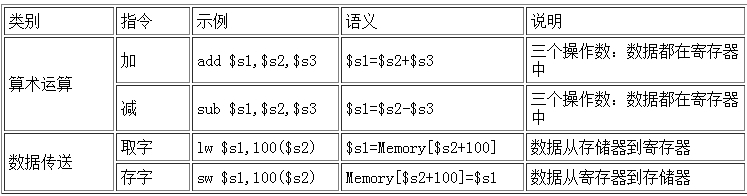 类别 指令 示例 语义 说明
算术运算 加 add $s1,$s2,$s3 $s1=$s2+$s3 三个操作数：数据都在寄存器
中
减 sub $s1,$s2,$s3 $s1=$s2-$s3 三个操作数：数据都在寄存器
中
数据传送 取字 lw $s1,100($s2) $s1=Memory[$s2+100] 数据从存储器到寄存器
存字 sw $s1,100($s2) Memory[$s2+100]=$s1 数据从寄存器到存储器